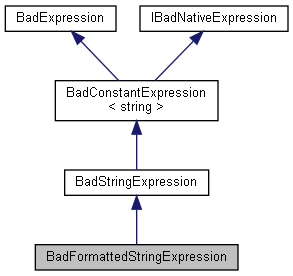 BadExpression
IBadNativeExpression
BadConstantExpression
< string >
BadStringExpression
BadFormattedStringExpression